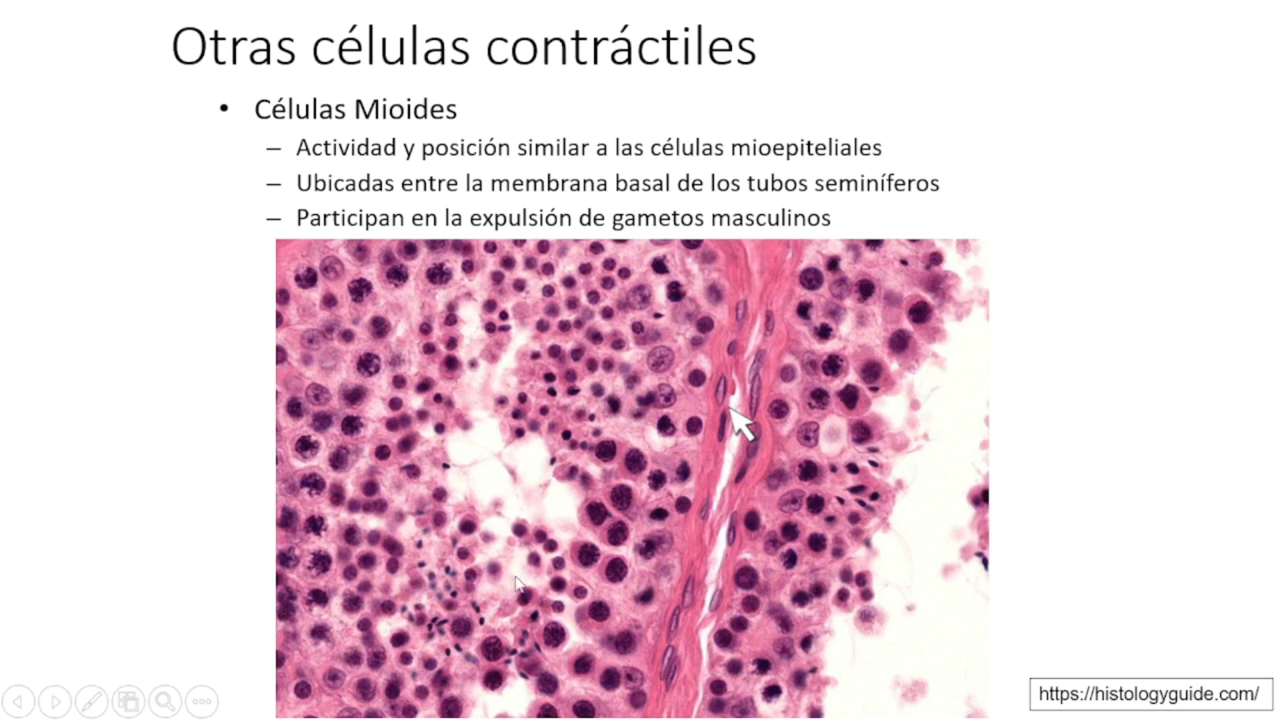 Otras células contráctiles
• Células Mioides
– Actividad y posición similar a las células mioepiteliales
– Ubicadas entre la membrana basal de los tubos seminíferos
– Participan en la expulsión de gametos masculinos
https://histologyguide.com/